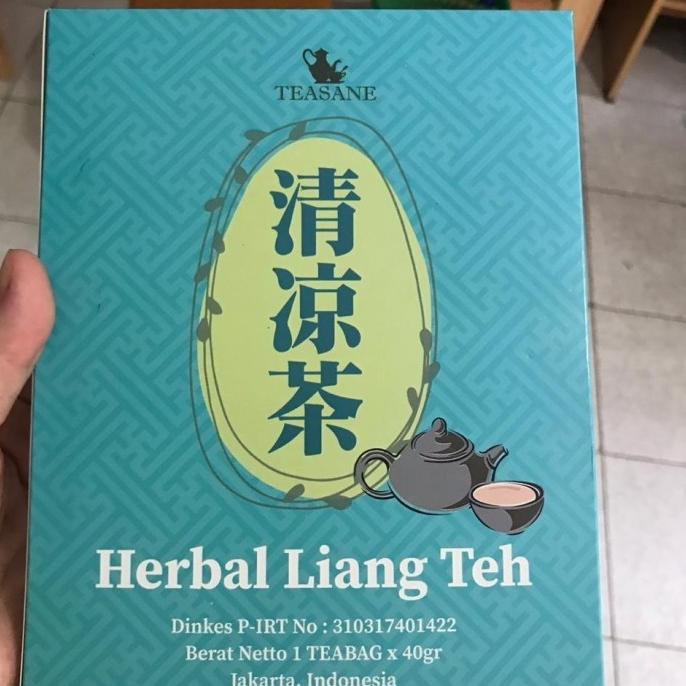 TEASANE
清凉茶
Herbal Liang Teh
Dinkes P-IRT No : 310317401422
Berat Netto 1 TEABAG x 40gr
Jakarta, Indonesia